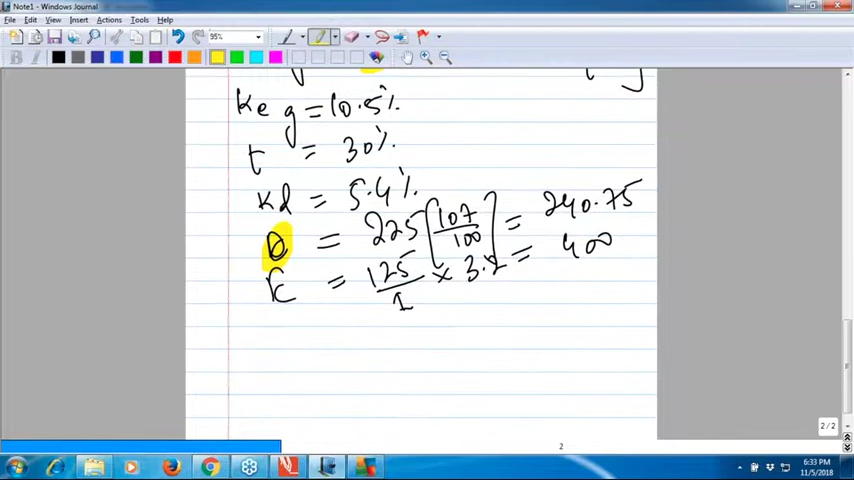 Note1 - Windows Journal
File Edit View Insert Actions Tools Help
95%
B
ke g = 10.5%
t = 30%
kd = 5.4%
D = 225 [107/100] = 240.75
E = 125/1 × 3.2 = 400
2/2
2
6:33 PM
11/5/2018